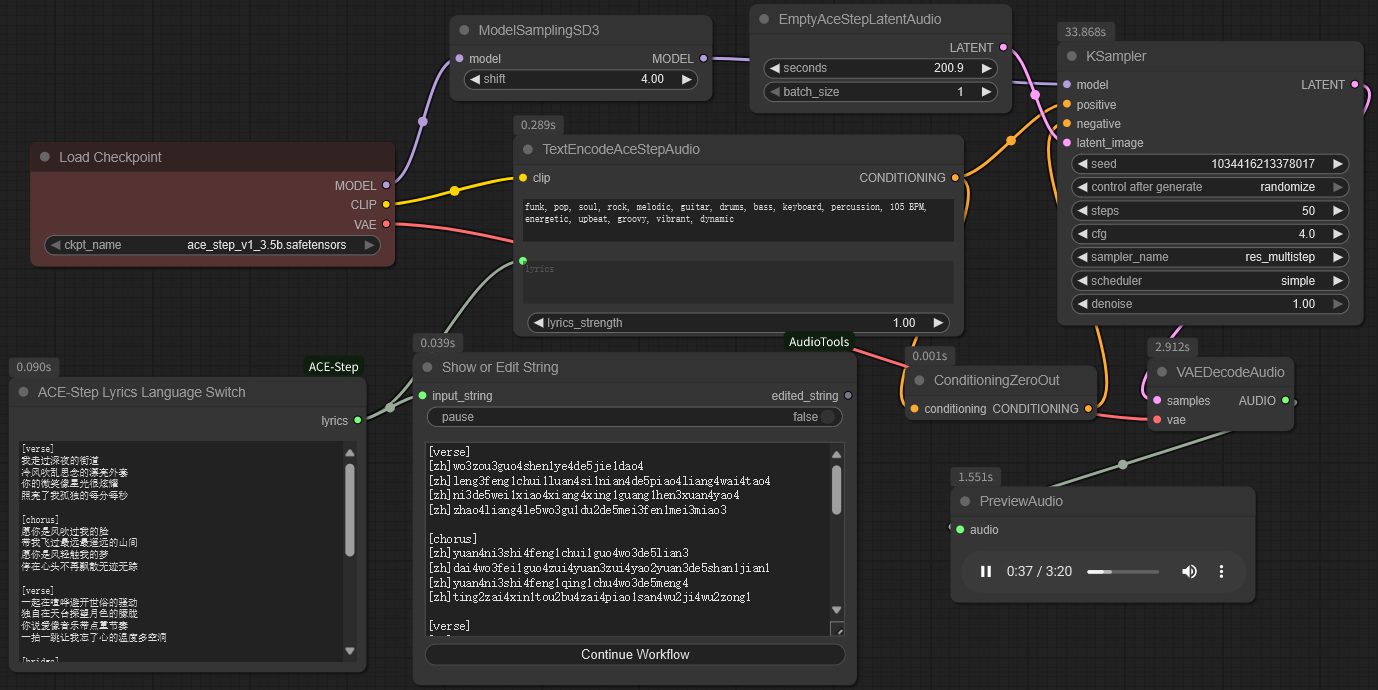 ModelSamplingSD3
model
MODEL
shift
4.00
EmptyAceStepLatentAudio
LATENT
seconds
200.9
batch_size
1
33.868s
KSampler
model
LATENT
positive
negative
latent_image
seed
1034416213378017
control after generate
randomize
steps
50
cfg
4.0
sampler_name
res_multistep
scheduler
simple
denoise
1.00
Load Checkpoint
MODEL
CLIP
VAE
ckpt_name
ace_step_v1_3.5b.safetensors
0.289s
TextEncodeAceStepAudio
clip
CONDITIONING
funk, pop, soul, rock, melodic, guitar, drums, bass, keyboard, percussion, 105 BPM,
energetic, upbeat, groovy, vibrant, dynamic
lyrics
lyrics_strength
1.00
0.090s
ACE-Step
ACE-Step Lyrics Language Switch
lyrics
[verse]
我走过深夜的街道
冷风吹乱思念的漂亮外套
你的微笑像星光很炫耀
照亮了我孤独的每分每秒
[chorus]
愿你是风吹过我的脸
带我飞过最远最遥远的山间
愿你是风轻触我的梦
停在心头不再飘散无迹无踪
[verse]
一起在喧哗避开世俗的骚动
独自在天台探望月色的朦胧
你说爱像音乐带点重节奏
一拍一跳让我忘了心的温度多空洞
[bridge]
0.039s
AudioTools
Show or Edit String
input_string
edited_string
pause
false
[verse]
[zh]wo3zou3guo4shen1ye4de5jie1dao4
[zh]leng3feng1chui1luan4si1nian4de5piao4liang4wai4tao4
[zh]ni3de5wei1xiao4xiang4xing1guang1hen3xuan4yao4
[zh]zhao4liang4le5wo3gu1du2de5mei3fen1mei3miao3
[chorus]
[zh]yuan4ni3shi4feng1chui1guo4wo3de5lian3
[zh]dai4wo3fei1guo4zui4yuan3zui4yao2yuan3de5shan1jian1
[zh]yuan4ni3shi4feng1qing1chu4wo3de5meng4
[zh]ting2zai4xin1tou2bu4zai4piao1san4wu2ji4wu2zong1
[verse]
Continue Workflow
0.001s
ConditioningZeroOut
conditioning
CONDITIONING
2.912s
VAEDecodeAudio
samples
AUDIO
vae
1.551s
PreviewAudio
audio
0:37 / 3:20